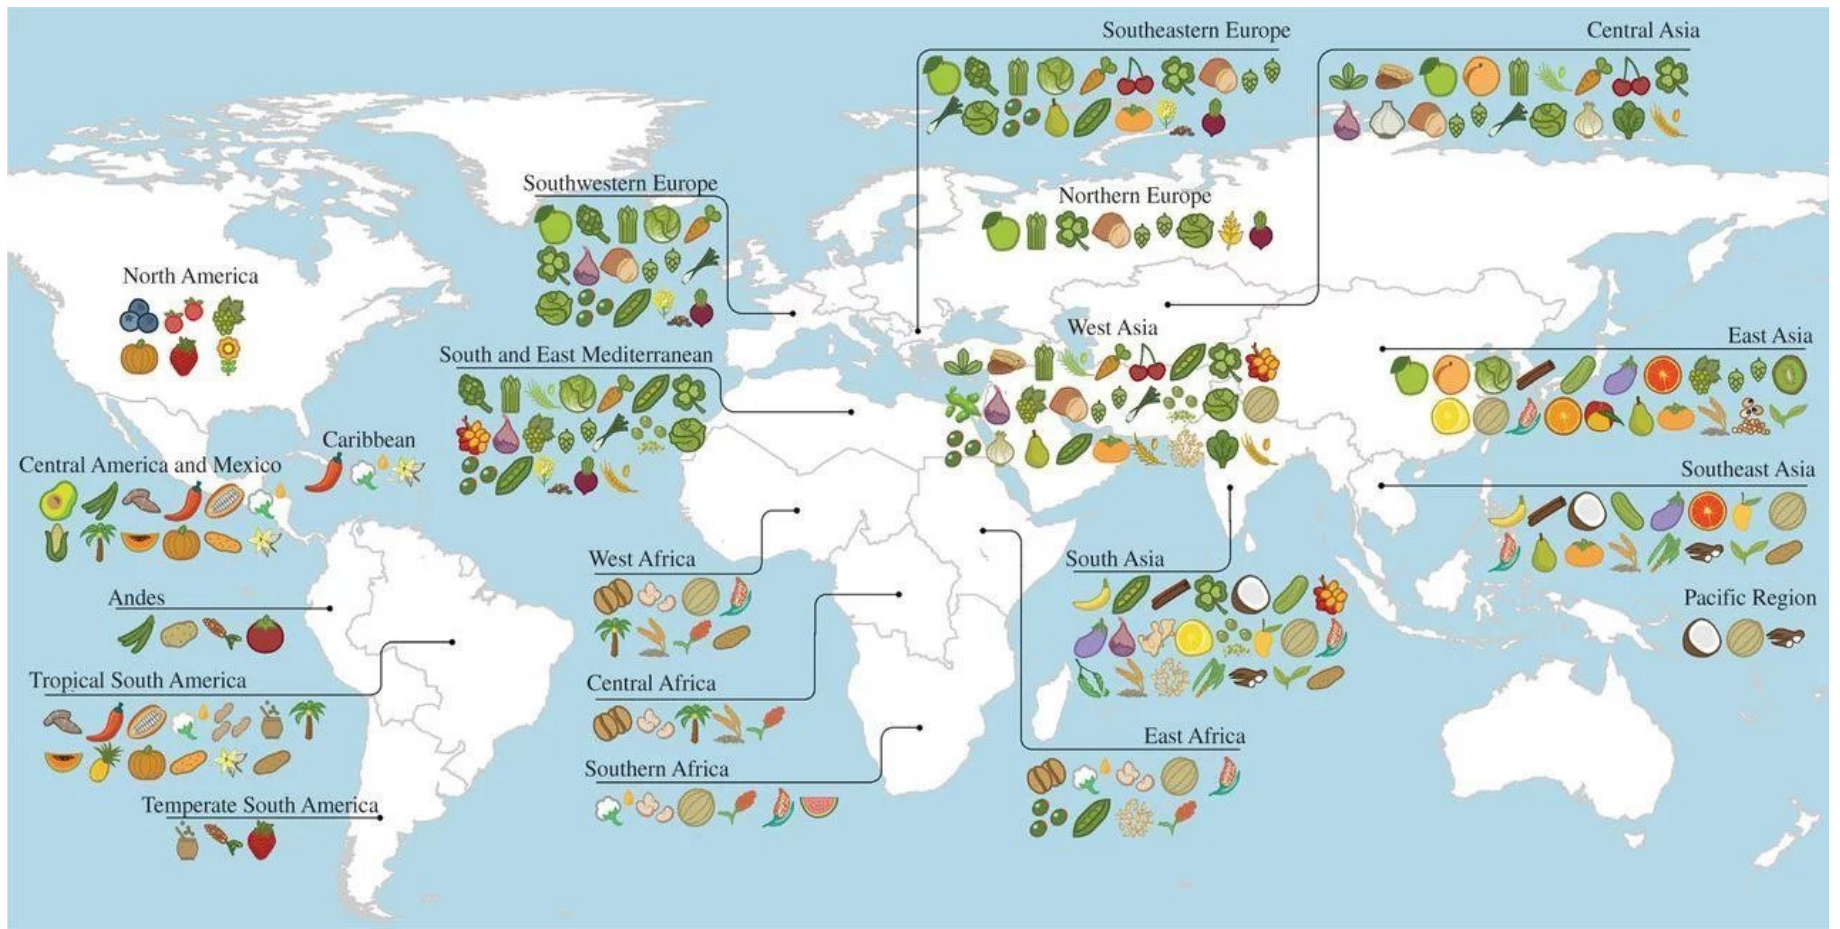 Southeastern Europe
Central Asia
Southwestern Europe
Northern Europe
North America
West Asia
East Asia
South and East Mediterranean
Caribbean
Central America and Mexico
Southeast Asia
West Africa
South Asia
Andes
Pacific Region
Tropical South America
Central Africa
East Africa
Southern Africa
Temperate South America